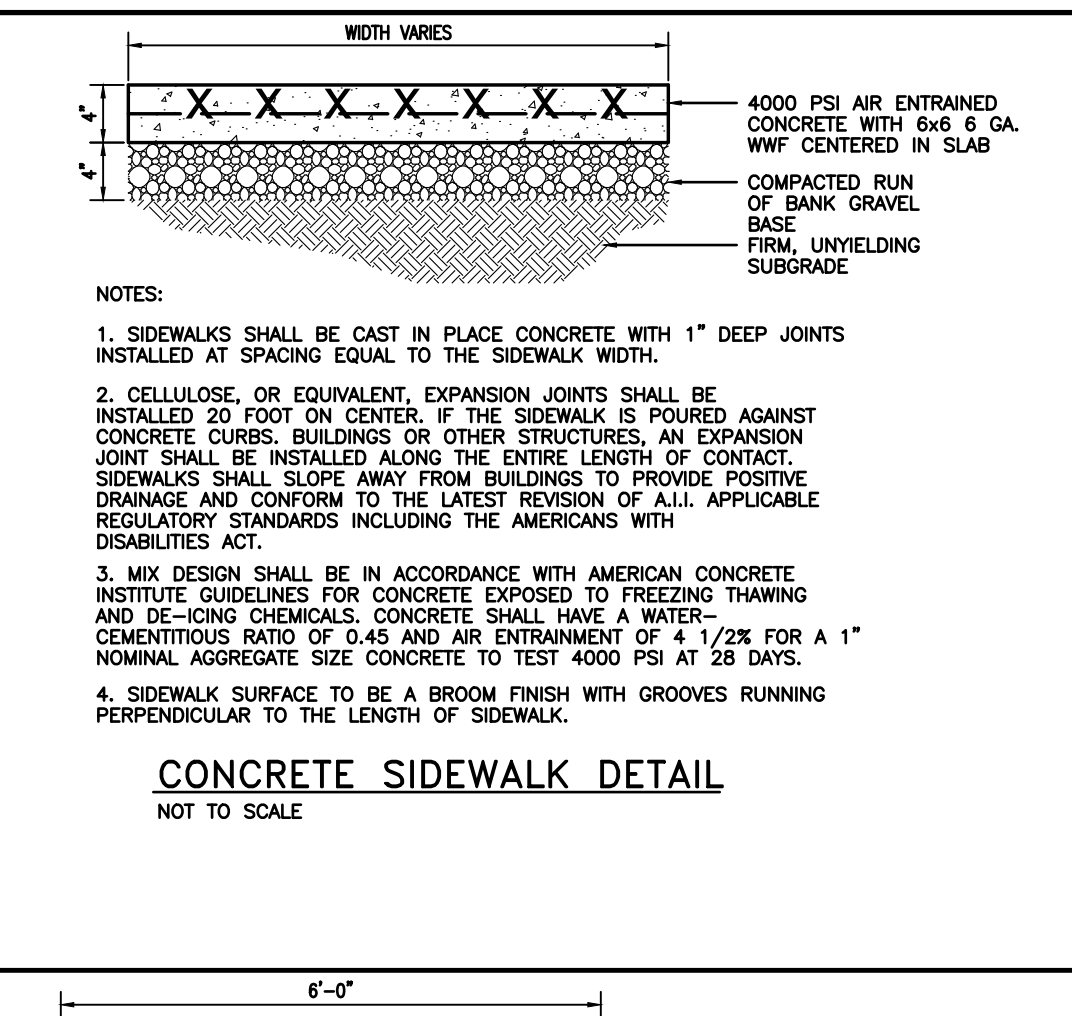 WIDTH VARIES
4"
4"
4000 PSI AIR ENTRAINED
CONCRETE WITH 6x6 6 GA.
WWF CENTERED IN SLAB
COMPACTED RUN
OF BANK GRAVEL
BASE
FIRM, UNYIELDING
SUBGRADE
NOTES:
1. SIDEWALKS SHALL BE CAST IN PLACE CONCRETE WITH 1" DEEP JOINTS
INSTALLED AT SPACING EQUAL TO THE SIDEWALK WIDTH.
2. CELLULOSE, OR EQUIVALENT, EXPANSION JOINTS SHALL BE
INSTALLED 20 FOOT ON CENTER. IF THE SIDEWALK IS POURED AGAINST
CONCRETE CURBS. BUILDINGS OR OTHER STRUCTURES, AN EXPANSION
JOINT SHALL BE INSTALLED ALONG THE ENTIRE LENGTH OF CONTACT.
SIDEWALKS SHALL SLOPE AWAY FROM BUILDINGS TO PROVIDE POSITIVE
DRAINAGE AND CONFORM TO THE LATEST REVISION OF A.I.I. APPLICABLE
REGULATORY STANDARDS INCLUDING THE AMERICANS WITH
DISABILITIES ACT.
3. MIX DESIGN SHALL BE IN ACCORDANCE WITH AMERICAN CONCRETE
INSTITUTE GUIDELINES FOR CONCRETE EXPOSED TO FREEZING THAWING
AND DE-ICING CHEMICALS. CONCRETE SHALL HAVE A WATER-
CEMENTITIOUS RATIO OF 0.45 AND AIR ENTRAINMENT OF 4 1/2% FOR A 1"
NOMINAL AGGREGATE SIZE CONCRETE TO TEST 4000 PSI AT 28 DAYS.
4. SIDEWALK SURFACE TO BE A BROOM FINISH WITH GROOVES RUNNING
PERPENDICULAR TO THE LENGTH OF SIDEWALK.
CONCRETE SIDEWALK DETAIL
NOT TO SCALE
6'-0"